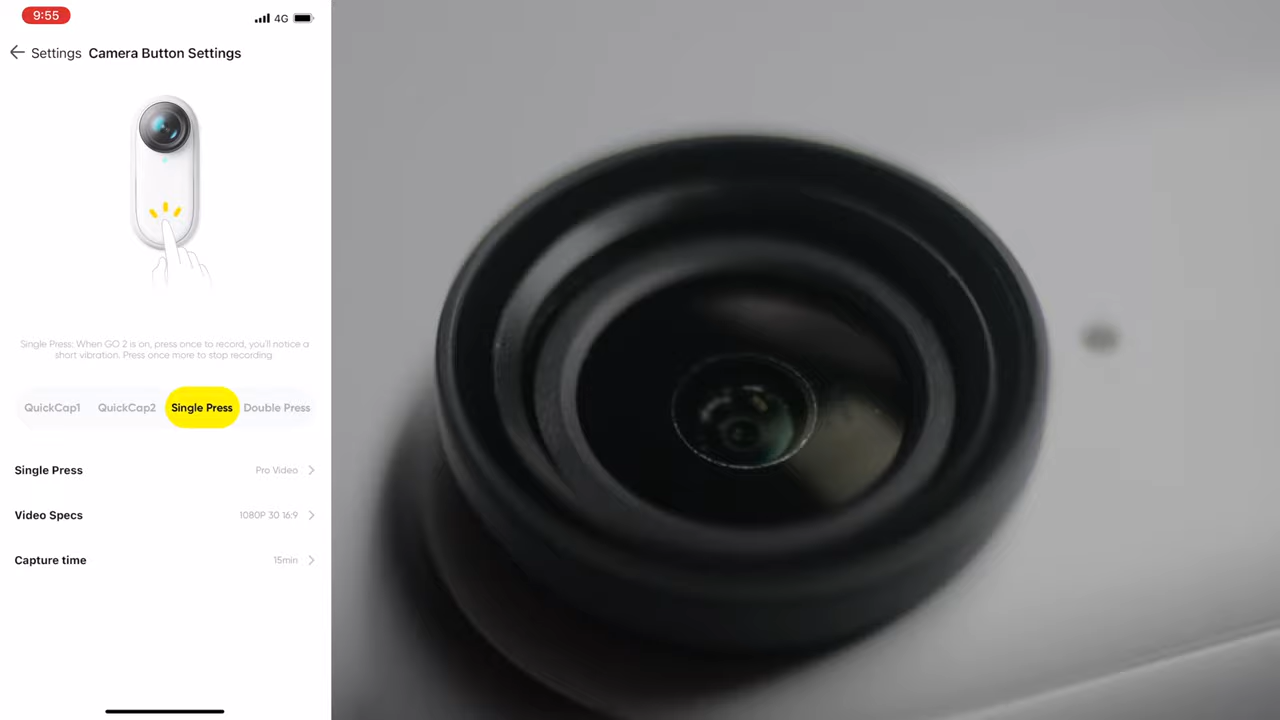 9:55
4G
Settings Camera Button Settings
Single Press: When GO 2 is on, press once to record, you'll notice a
short vibration. Press once more to stop recording
QuickCap1 QuickCap2 Single Press Double Press
Single Press Pro Video
Video Specs 1080P 30 16:9
Capture time 15min